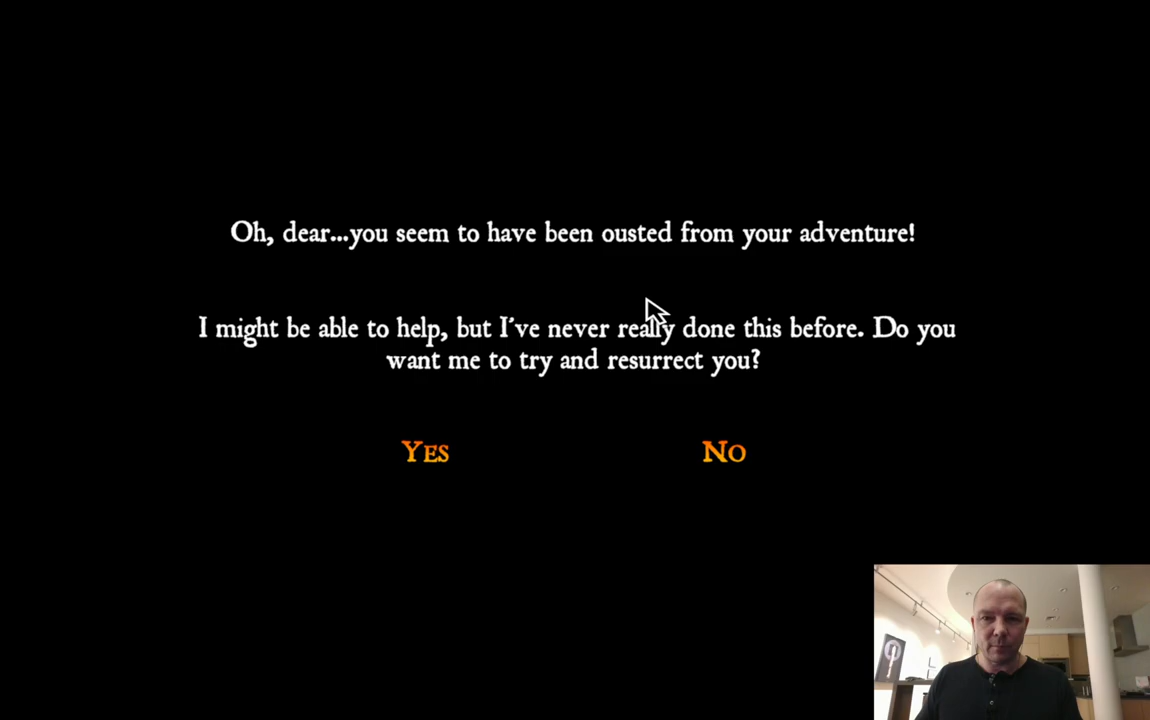 Oh, dear...you seem to have been ousted from your adventure!
I might be able to help, but I've never really done this before. Do you
want me to try and resurrect you?
Yes No